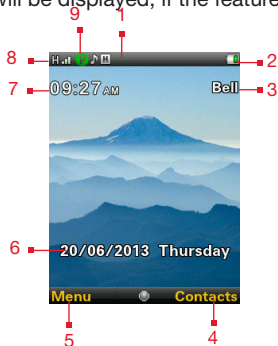 will be displayed, if the feature
9
1
8
H
2
7
09:27AM
Bell
3
6
20/06/2013 Thursday
Menu
Contacts
5
4